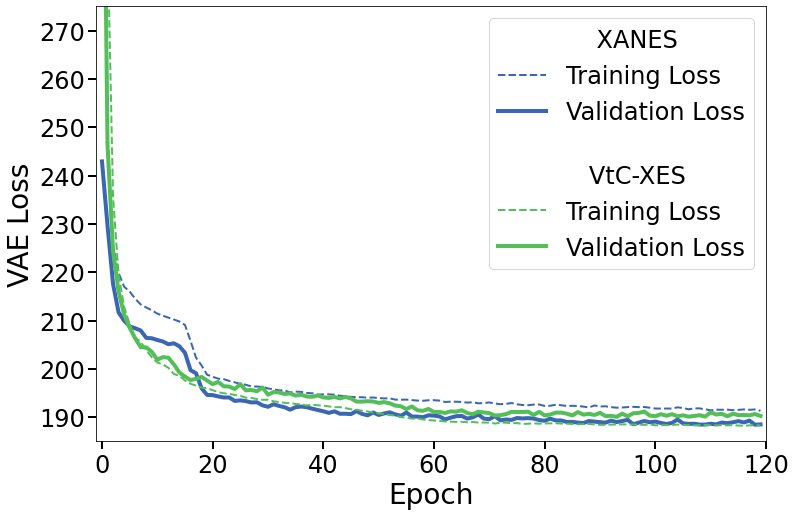 XANES
Training Loss
Validation Loss
VtC-XES
Training Loss
Validation Loss
VAE Loss
270
260
250
240
230
220
210
200
190
0 20 40 60 80 100 120
Epoch